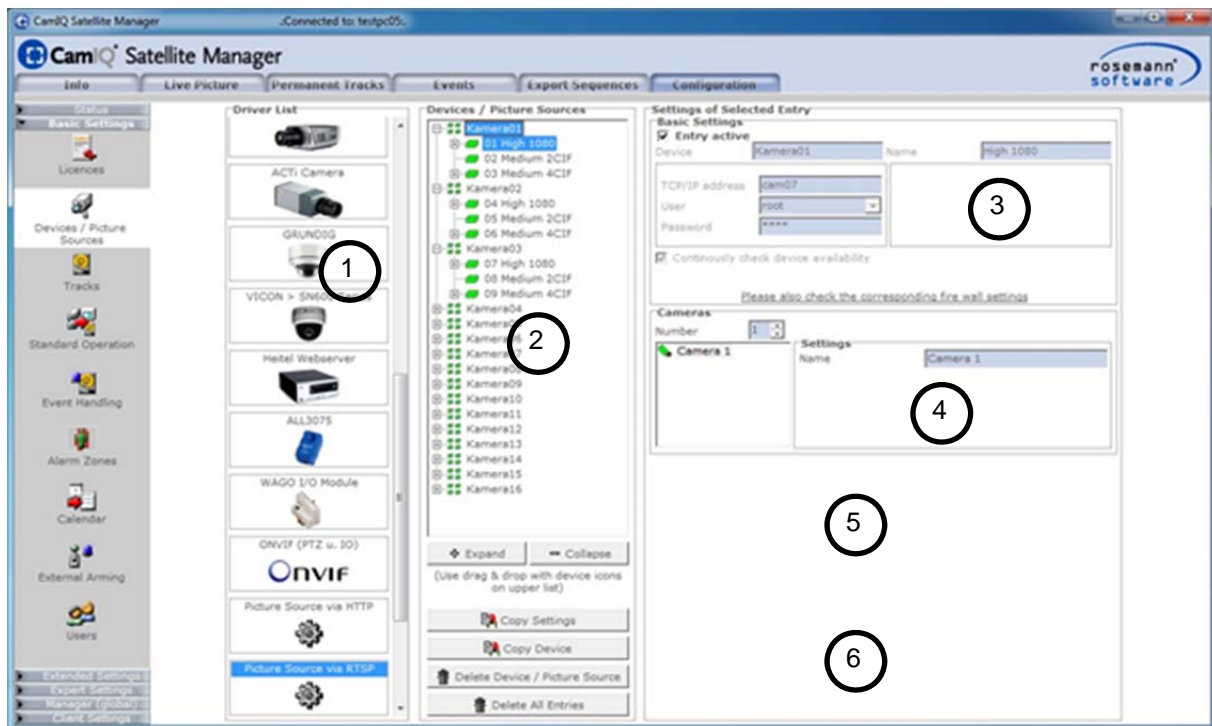 CamIQ Satellite Manager
.:Connected to: testpc05:.
CamIQ Satellite Manager
rosemann
software
Info
Live Picture
Permanent Tracks
Events
Export Sequences
Configuration
Status
Basic Settings
Licences
Devices / Picture
Sources
Tracks
Standard Operation
Event Handling
Alarm Zones
Calendar
External Arming
Users
Extended Settings
Expert Settings
Manager (global)
Client Settings
Driver List
ACTi Camera
GRUNDIG
1
VICON > SN600 Series
Heitel Webserver
ALL3075
WAGO I/O Module
ONVIF (PTZ u. IO)
ONVIF
Picture Source via HTTP
Picture Source via RTSP
Devices / Picture Sources
Kamera01
01 High 1080
02 Medium 2CIF
03 Medium 4CIF
Kamera02
04 High 1080
05 Medium 2CIF
06 Medium 4CIF
Kamera03
07 High 1080
08 Medium 2CIF
09 Medium 4CIF
Kamera04
2
Kamera09
Kamera10
Kamera11
Kamera12
Kamera13
Kamera14
Kamera15
Kamera16
Expand
Collapse
(Use drag & drop with device icons
on upper list)
Copy Settings
Copy Device
Delete Device / Picture Source
Delete All Entries
Settings of Selected Entry
Basic Settings
Entry active
Device Kamera01 Name High 1080
TCP/IP address cam07
User root
Password ****
3
Continously check device availability
Please also check the corresponding fire wall settings
Cameras
Number 1
Camera 1
Settings
Name Camera 1
4
5
6